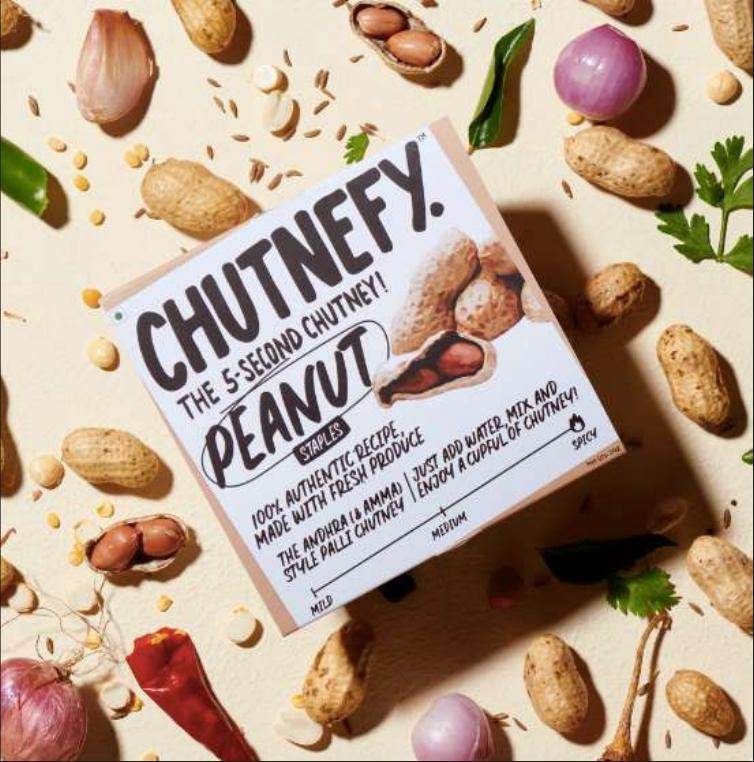 CHUTNEFY.™
THE 5-SECOND CHUTNEY!
PEANUT
STAPLES
100% AUTHENTIC RECIPE,
MADE WITH FRESH PRODUCE
THE ANDHRA (& AMMA)
STYLE PALLI CHUTNEY
JUST ADD WATER, MIX AND
ENJOY A CUPFUL OF CHUTNEY!
MILD
MEDIUM
SPICY